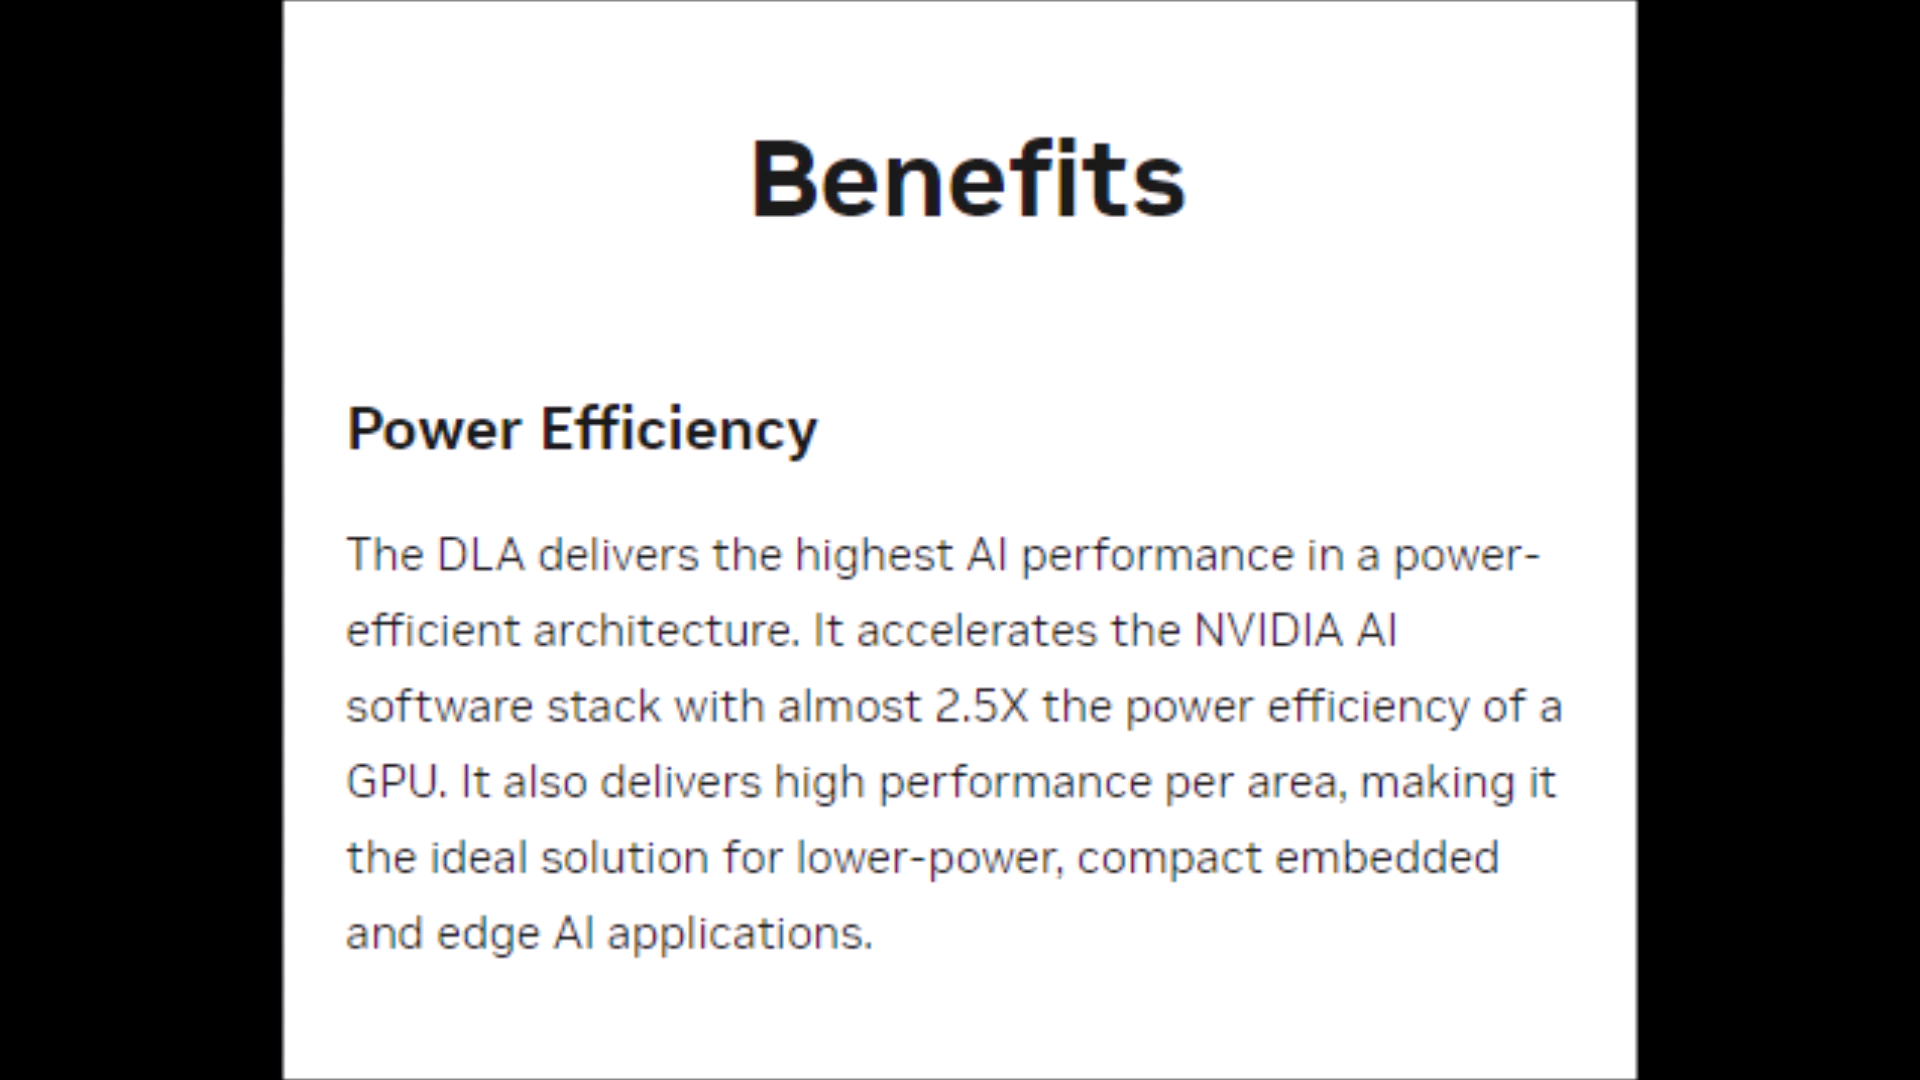 Benefits
Power Efficiency
The DLA delivers the highest AI performance in a power-
efficient architecture. It accelerates the NVIDIA AI
software stack with almost 2.5X the power efficiency of a
GPU. It also delivers high performance per area, making it
the ideal solution for lower-power, compact embedded
and edge AI applications.